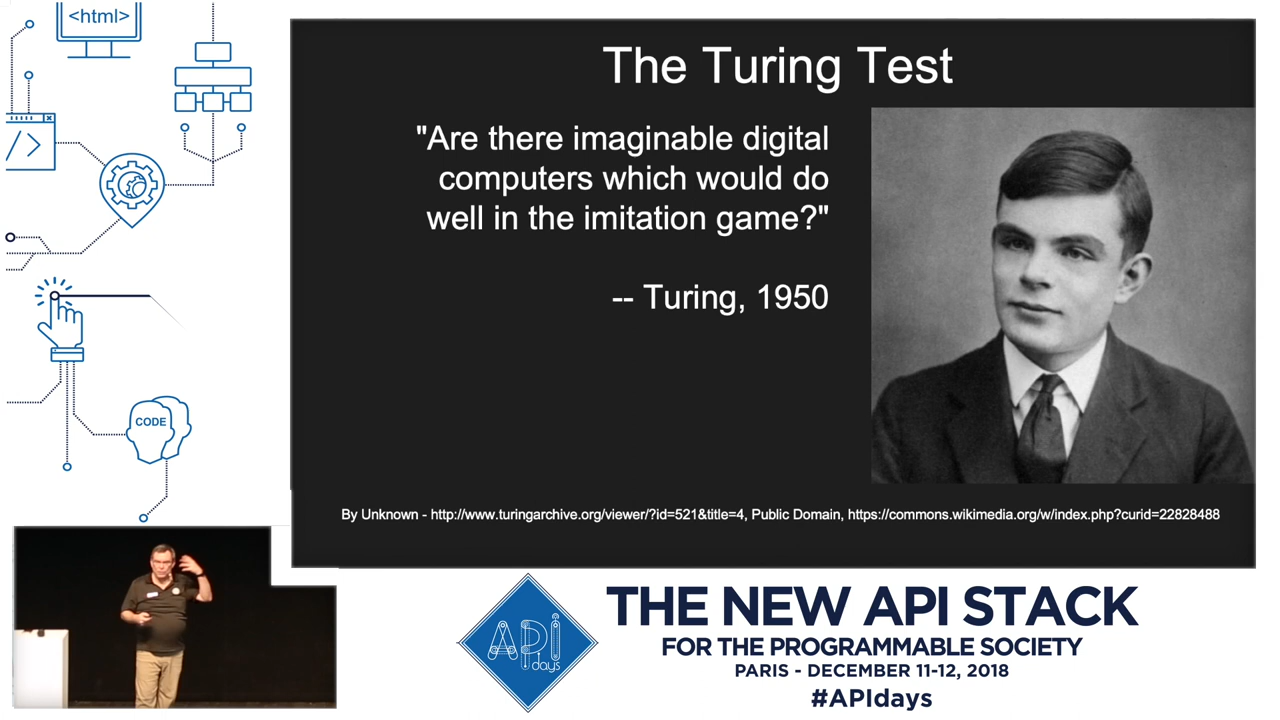 <html>
The Turing Test
"Are there imaginable digital
computers which would do
well in the imitation game?"
-- Turing, 1950
</>
CODE
By Unknown - http://www.turingarchive.org/viewer/?id=521&title=4, Public Domain, https://commons.wikimedia.org/w/index.php?curid=22828488
API
days
THE NEW API STACK
FOR THE PROGRAMMABLE SOCIETY
PARIS - DECEMBER 11-12, 2018
#APIdays